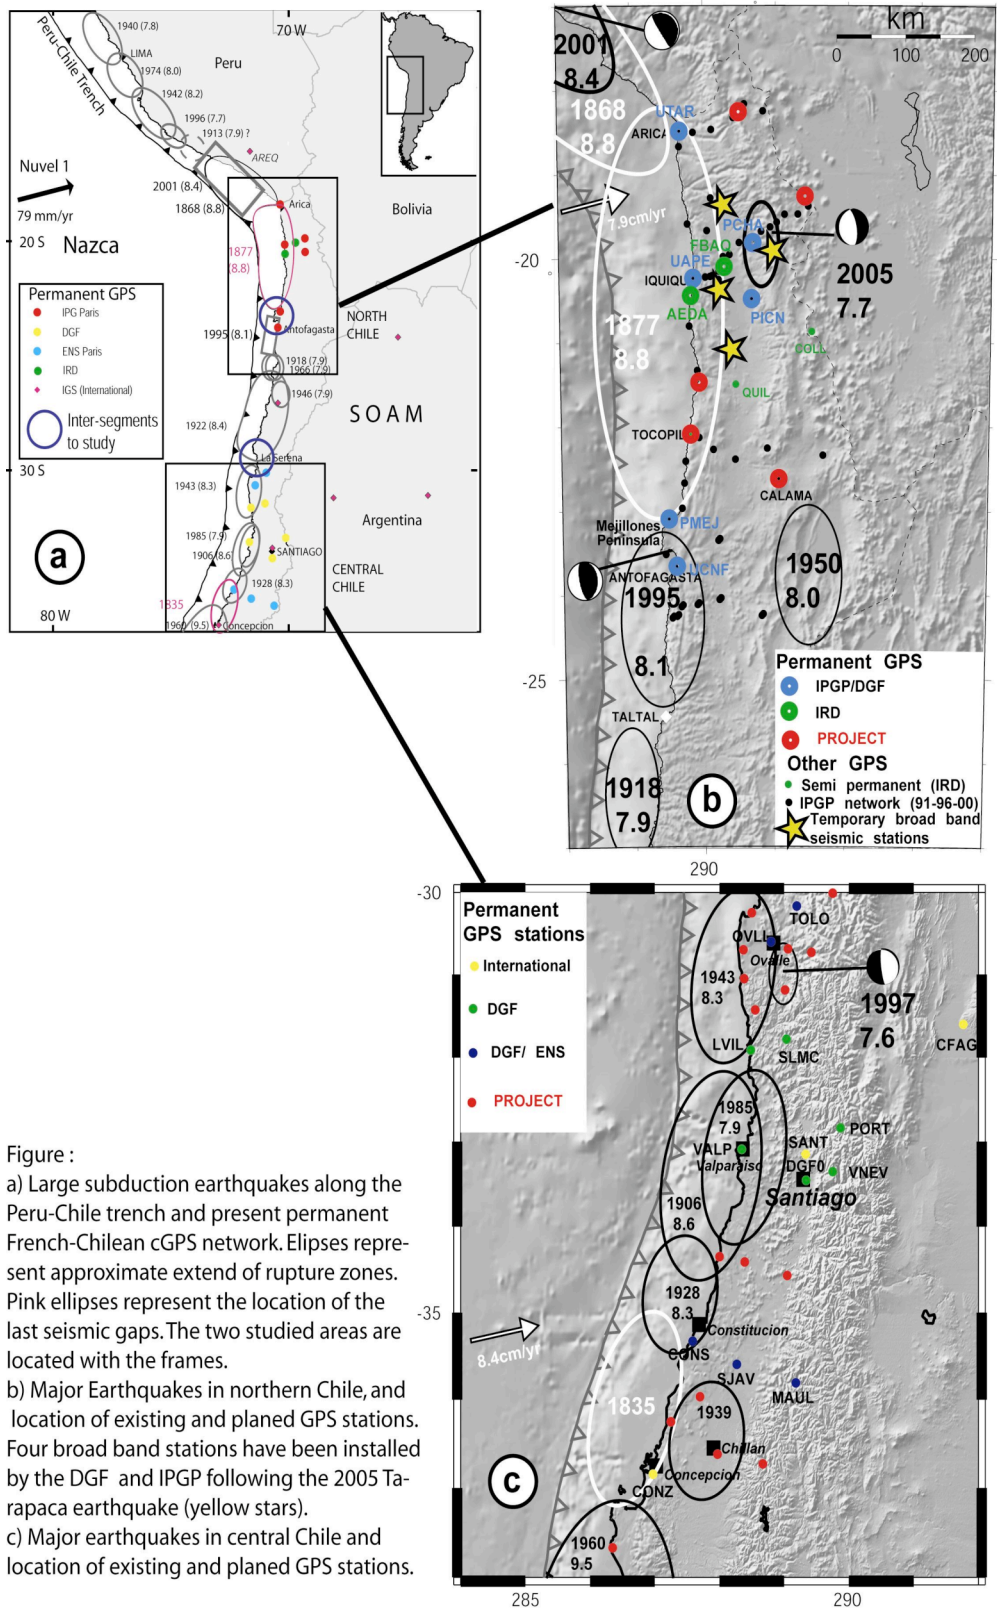 1940 (7.8)
70 W
LIMA
Peru-Chile Trench
Peru
1974 (8.0)
1942 (8.2)
1996 (7.7)
1913 (7.9) ?
AREQ
Nuvel 1
2001 (8.4)
1868 (8.8)
79 mm/yr
Arica
Bolivia
20 S
Nazca
1877
(8.8)
Permanent GPS
IPG Paris
DGF
ENS Paris
IRD
IGS (International)
Inter-segments
to study
NORTH
CHILE
Antofagasta
1995 (8.1)
1918 (7.9)
1966 (7.9)
1946 (7.9)
SOAM
1922 (8.4)
La Serena
30 S
1943 (8.3)
Argentina
1985 (7.9)
SANTIAGO
1906 (8.6)
a
CENTRAL
CHILE
1928 (8.3)
1835
80 W
1960 (9.5)
Concepcion
km
0 100 200
2001
8.4
1868
8.8
UTAR
ARICA
7.9cm/yr
PCHA
FBAQ
-20
UAPE
IQUIQU
2005
7.7
AEDA
PICN
1877
8.8
COLL
QUIL
TOCOPIL
CALAMA
Mejillones
Peninsula
PMEJ
UCNF
ANTOFAGASTA
1950
8.0
1995
8.1
-25
TALTAL
1918
7.9
b
Permanent GPS
IPGP/DGF
IRD
PROJECT
Other GPS
Semi permanent (IRD)
IPGP network (91-96-00)
Temporary broad band
seismic stations
290
-30
Permanent
GPS stations
International
DGF
DGF/ ENS
PROJECT
TOLO
OVLL
Ovalle
1943
8.3
1997
7.6
CFAG
LVIL
SLMC
1985
7.9
PORT
VALP
Valparaiso
SANT
DGF0
VNEV
Santiago
1906
8.6
-35
1928
8.3
Constitucion
8.4cm/yr
CONS
SJAV
MAUL
1835
1939
Chillan
Concepcion
CONZ
c
1960
9.5
285
290
Figure :
a) Large subduction earthquakes along the
Peru-Chile trench and present permanent
French-Chilean cGPS network. Elipses repre-
sent approximate extend of rupture zones.
Pink ellipses represent the location of the
last seismic gaps. The two studied areas are
located with the frames.
b) Major Earthquakes in northern Chile, and
location of existing and planed GPS stations.
Four broad band stations have been installed
by the DGF and IPGP following the 2005 Ta-
rapaca earthquake (yellow stars).
c) Major earthquakes in central Chile and
location of existing and planed GPS stations.